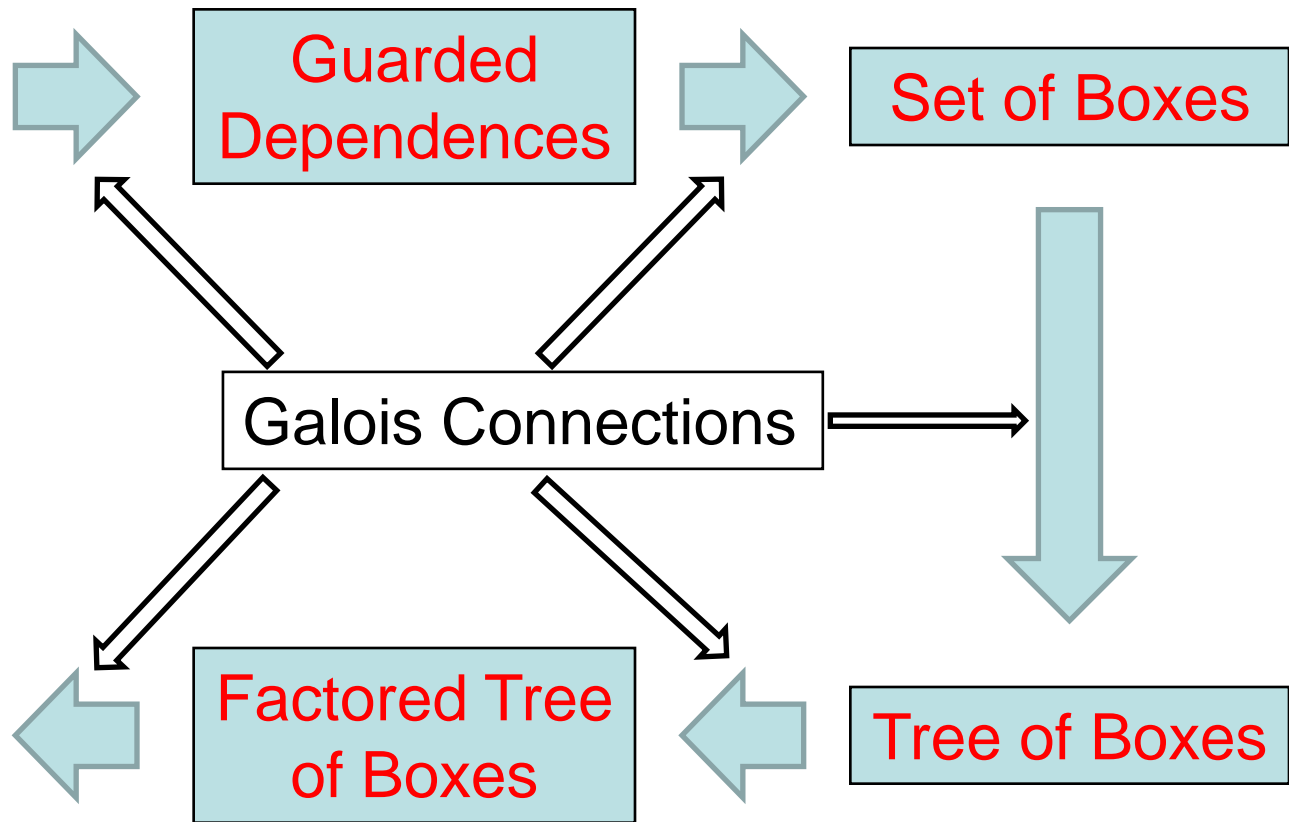 Guarded
Dependences
Set of Boxes
Galois Connections
Factored Tree
of Boxes
Tree of Boxes